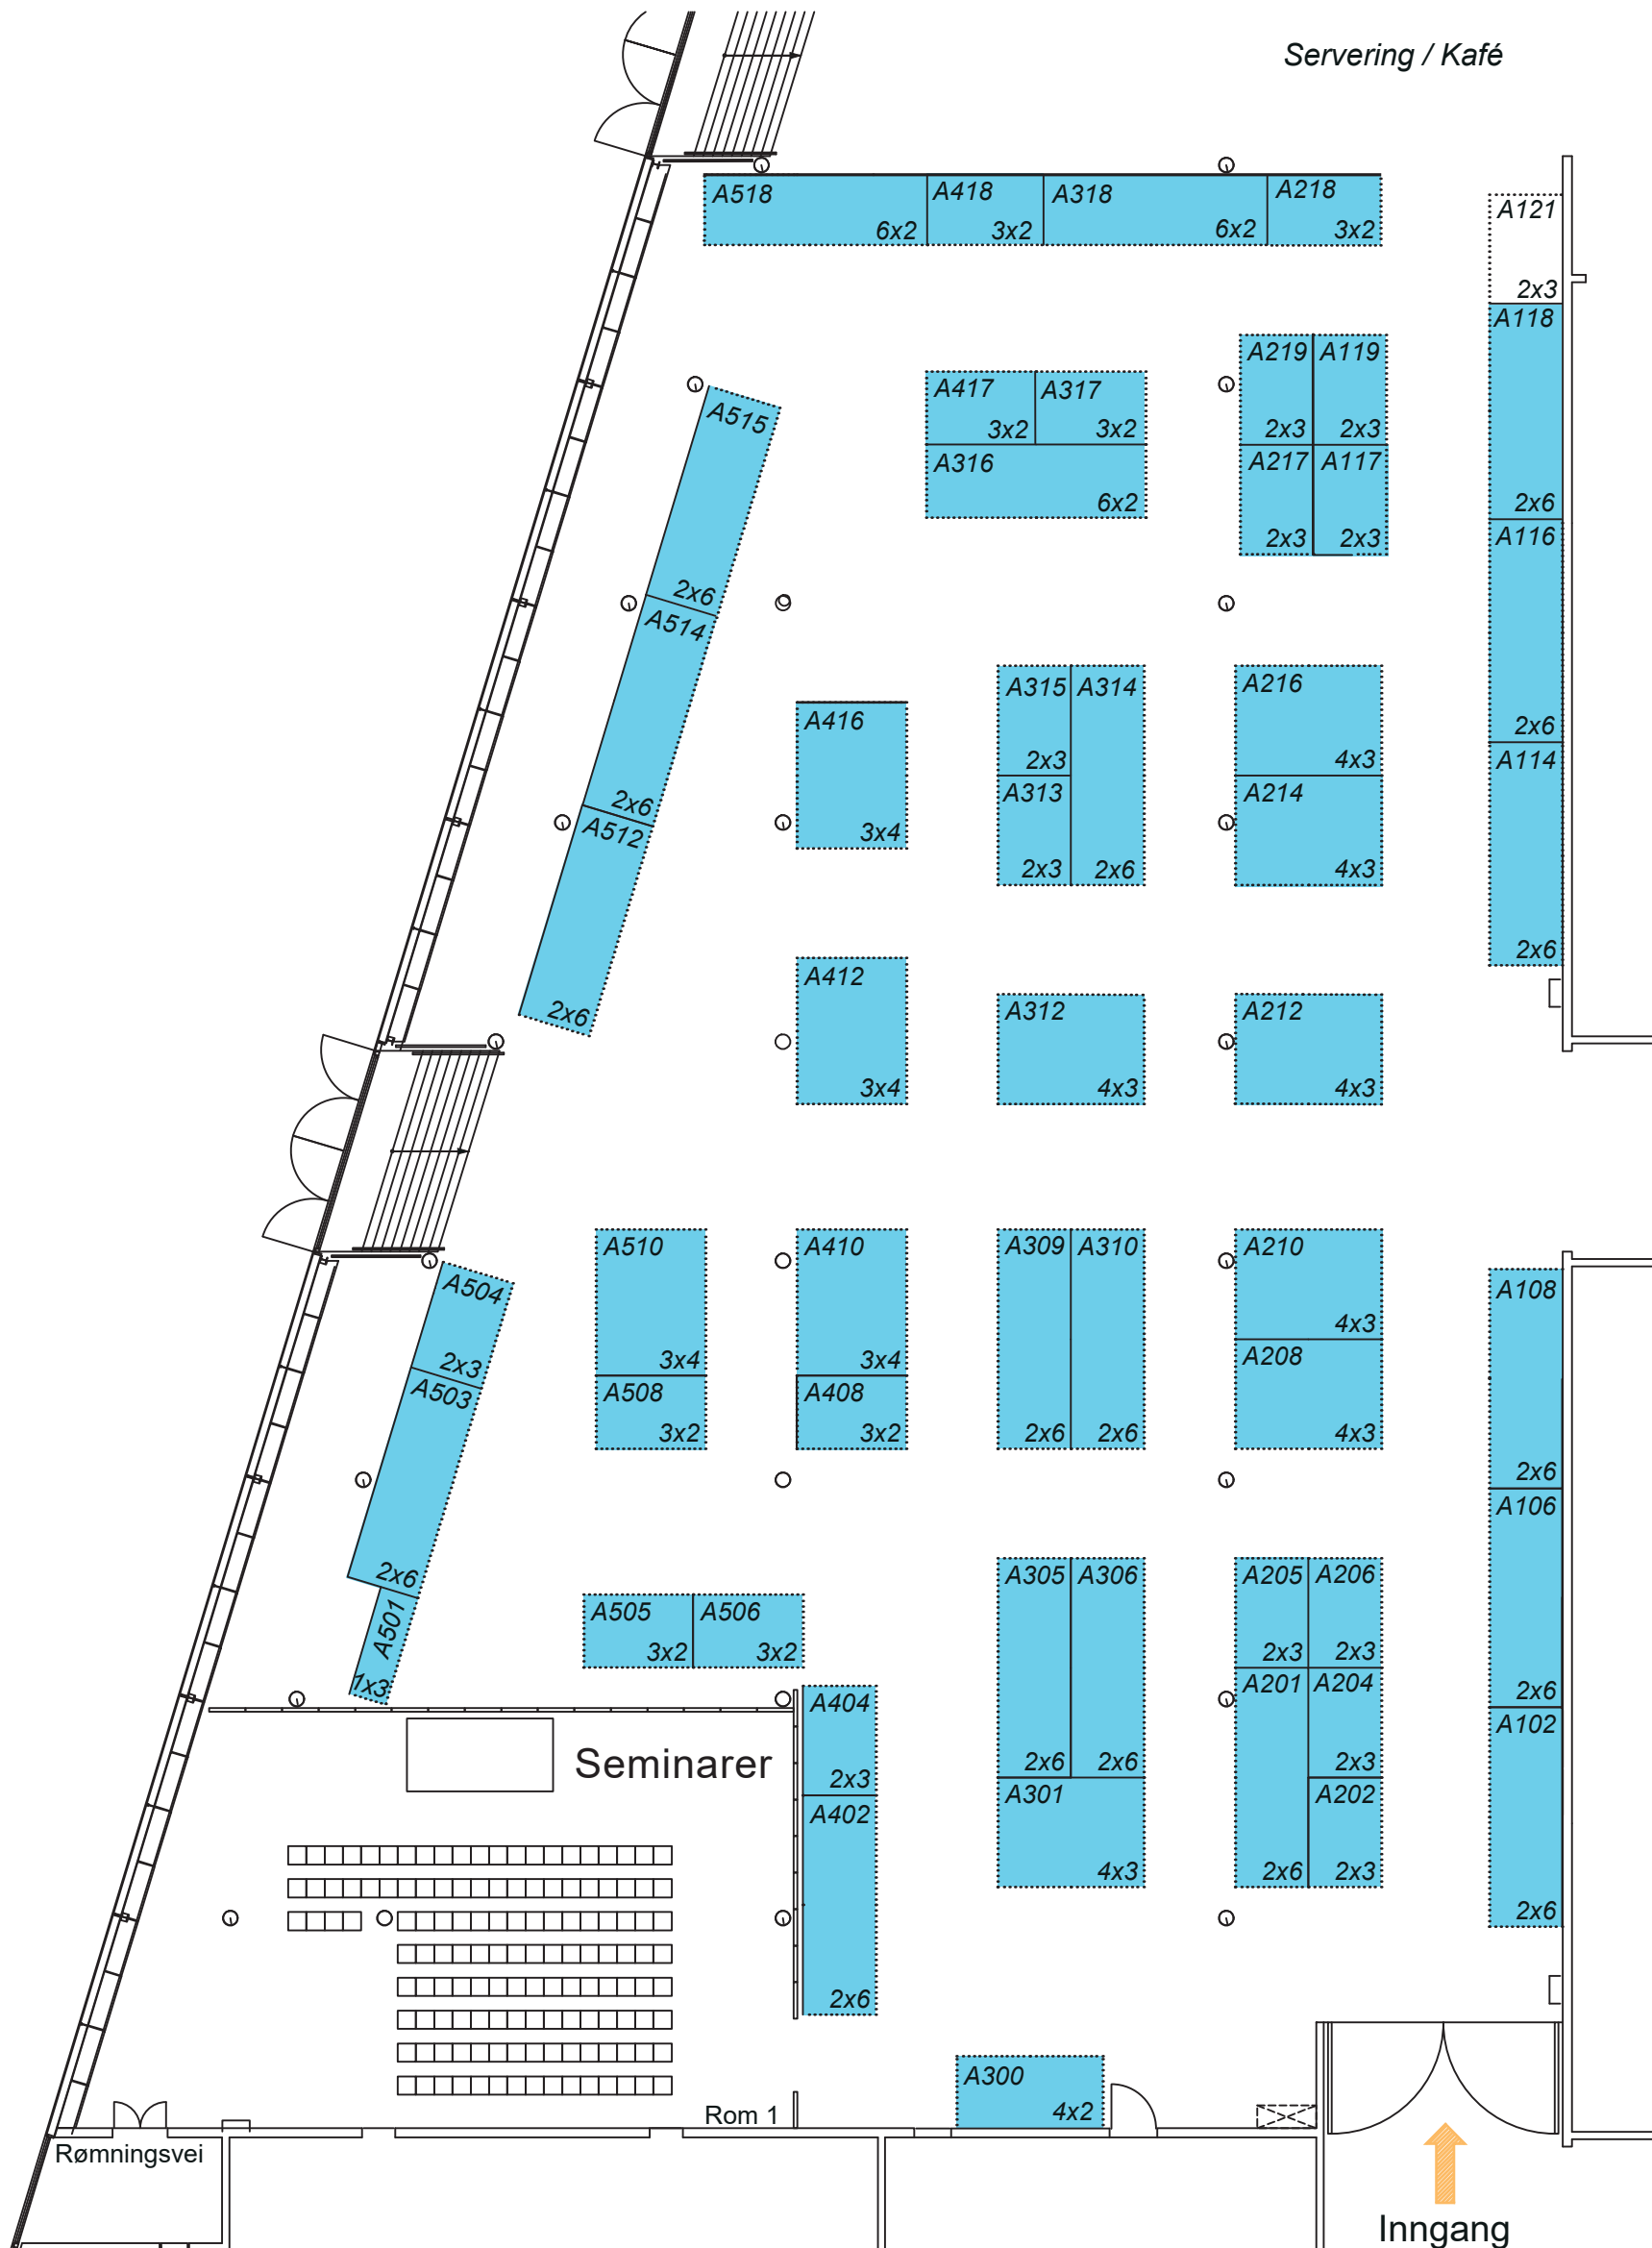 Servering / Kafé
A518
6x2
A418
3x2
A318
6x2
A218
3x2
A121
2x3
A118
2x6
A116
2x6
A114
2x6
A219
2x3
A119
2x3
A217
2x3
A117
2x3
A417
3x2
A317
3x2
A316
6x2
A515
2x6
A514
2x6
A512
2x6
A416
3x4
A315
2x3
A314
2x6
A313
2x3
A216
4x3
A214
4x3
A412
3x4
A312
4x3
A212
4x3
A510
3x4
A508
3x2
A410
3x4
A408
3x2
A309
2x6
A310
2x6
A210
4x3
A208
4x3
A108
2x6
A106
2x6
A102
2x6
A504
2x3
A503
2x6
A501
1x3
A505
3x2
A506
3x2
A305
2x6
A306
2x6
A301
4x3
A205
2x3
A206
2x3
A201
2x6
A204
2x3
A202
2x3
A404
2x3
A402
2x6
Seminarer
A300
4x2
Rom 1
Rømningsvei
Inngang